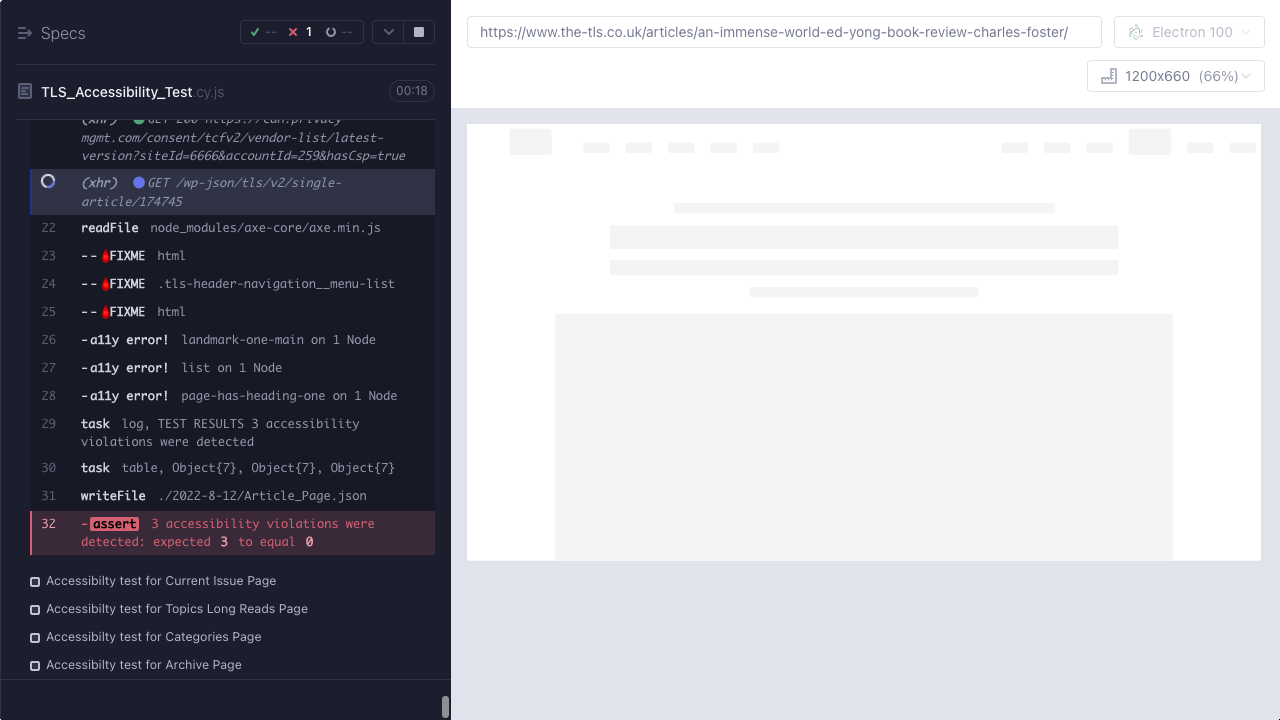 Specs
-- 1 --
TLS_Accessibility_Test.cy.js
00:18
(xhr) GET 200 https://cdn.privacy-
mgmt.com/consent/tcfv2/vendor-list/latest-
version?siteId=6666&accountId=259&hasCsp=true
(xhr) GET /wp-json/tls/v2/single-
article/174745
22 readFile node_modules/axe-core/axe.min.js
23 --FIXME html
24 --FIXME .tls-header-navigation__menu-list
25 --FIXME html
26 -a11y error! landmark-one-main on 1 Node
27 -a11y error! list on 1 Node
28 -a11y error! page-has-heading-one on 1 Node
29 task log, TEST RESULTS 3 accessibility
violations were detected
30 task table, Object{7}, Object{7}, Object{7}
31 writeFile ./2022-8-12/Article_Page.json
32 -assert 3 accessibility violations were
detected: expected 3 to equal 0
Accessibilty test for Current Issue Page
Accessibilty test for Topics Long Reads Page
Accessibilty test for Categories Page
Accessibilty test for Archive Page
https://www.the-tls.co.uk/articles/an-immense-world-ed-yong-book-review-charles-foster/
Electron 100
1200x660 (66%)